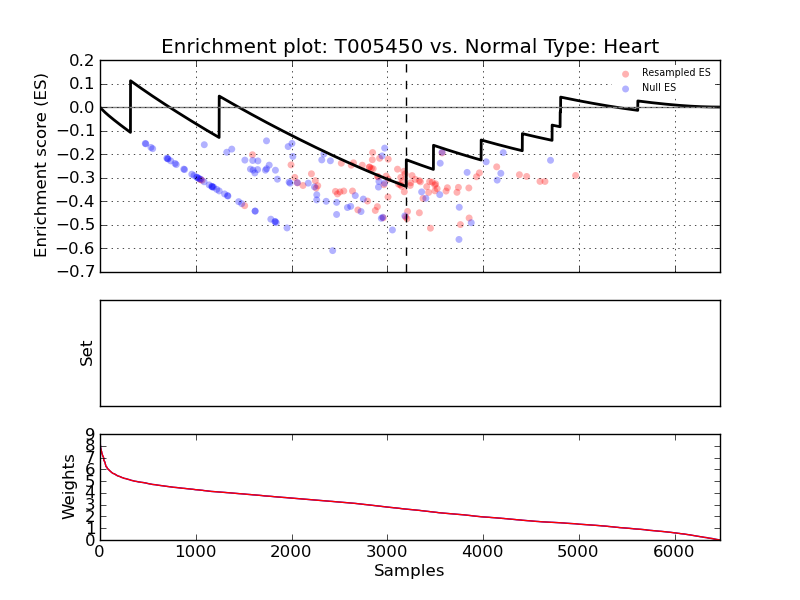 Enrichment plot: T005450 vs. Normal Type: Heart
Enrichment score (ES)
0.2
0.1
0.0
−0.1
−0.2
−0.3
−0.4
−0.5
−0.6
−0.7
Resampled ES
Null ES
Set
Weights
9
8
7
6
5
4
3
2
1
0
0 1000 2000 3000 4000 5000 6000
Samples